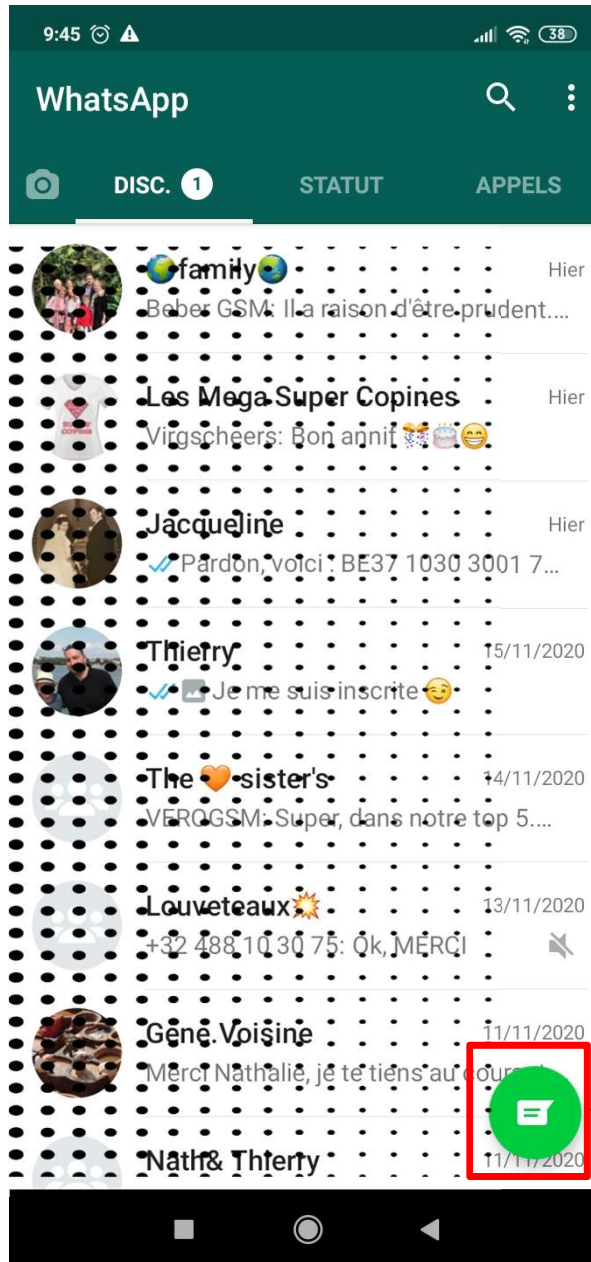 9:45 38
WhatsApp
DISC. 1 STATUT APPELS
🌍family🌍 Hier
Beber GSM: Il a raison d'être prudent....
Les Mega Super Copines Hier
Virgscheers: Bon annif 🎊🎂😁
Jacqueline Hier
Pardon, voici : BE37 1030 3001 7...
Thierry 15/11/2020
Je me suis inscrite 😉
The 🧡 sister's 14/11/2020
VEROGSM: Super, dans notre top 5....
Louveteaux💥 13/11/2020
+32 488 10 30 75: Ok, MERCI
Gene.Voisine 11/11/2020
Merci Nathalie, je te tiens au
Nath& Thierry 11/11/2020